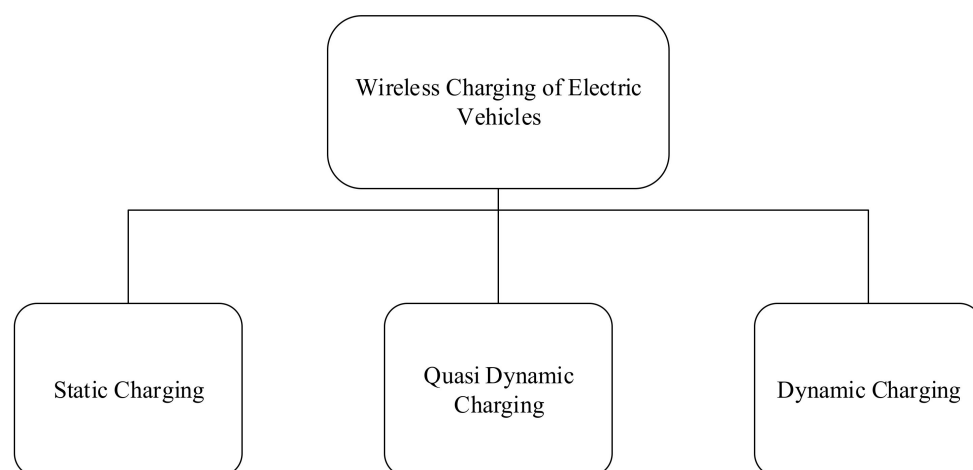 Wireless Charging of Electric
Vehicles
Static Charging
Quasi Dynamic
Charging
Dynamic Charging